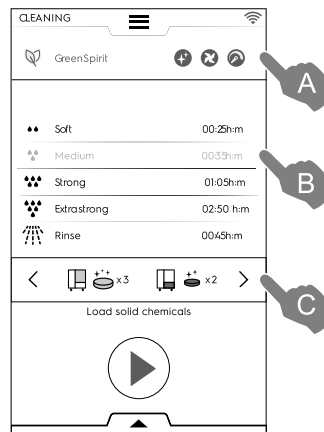 CLEANING
GreenSpirit
A
Soft 00:25h:m
Medium 00:35h:m
B
Strong 01:05h:m
Extrastrong 02:50 h:m
Rinse 00:45h:m
x3 x2
C
Load solid chemicals